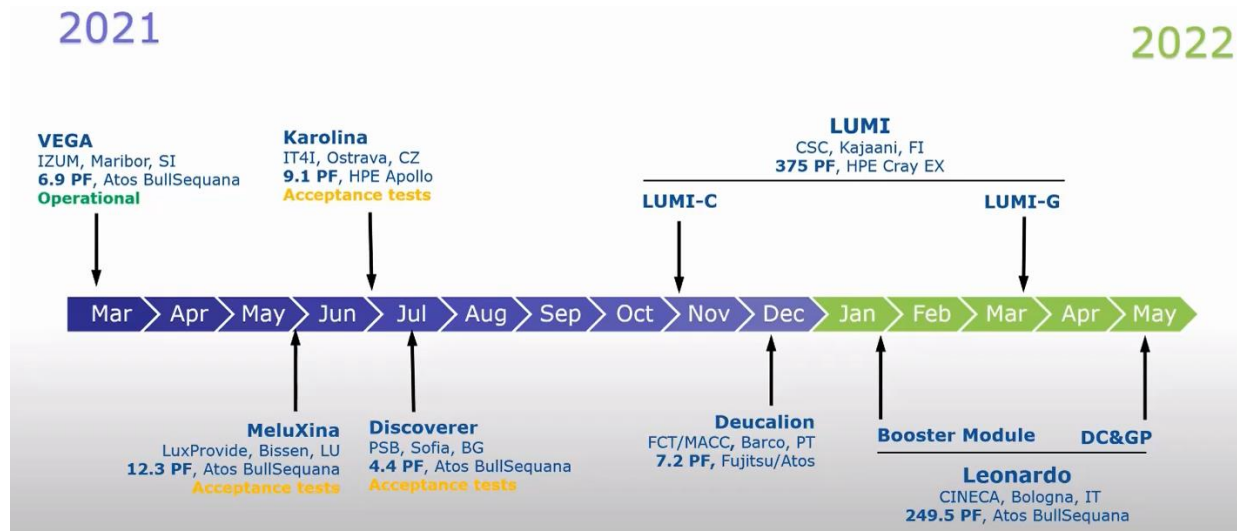 2021
2022
VEGA
IZUM, Maribor, SI
6.9 PF, Atos BullSequana
Operational
Karolina
IT4I, Ostrava, CZ
9.1 PF, HPE Apollo
Acceptance tests
LUMI
CSC, Kajaani, FI
375 PF, HPE Cray EX
LUMI-C
LUMI-G
Mar
Apr
May
Jun
Jul
Aug
Sep
Oct
Nov
Dec
Jan
Feb
Mar
Apr
May
MeluXina
LuxProvide, Bissen, LU
12.3 PF, Atos BullSequana
Acceptance tests
Discoverer
PSB, Sofia, BG
4.4 PF, Atos BullSequana
Acceptance tests
Deucalion
FCT/MACC, Barco, PT
7.2 PF, Fujitsu/Atos
Booster Module
DC&GP
Leonardo
CINECA, Bologna, IT
249.5 PF, Atos BullSequana